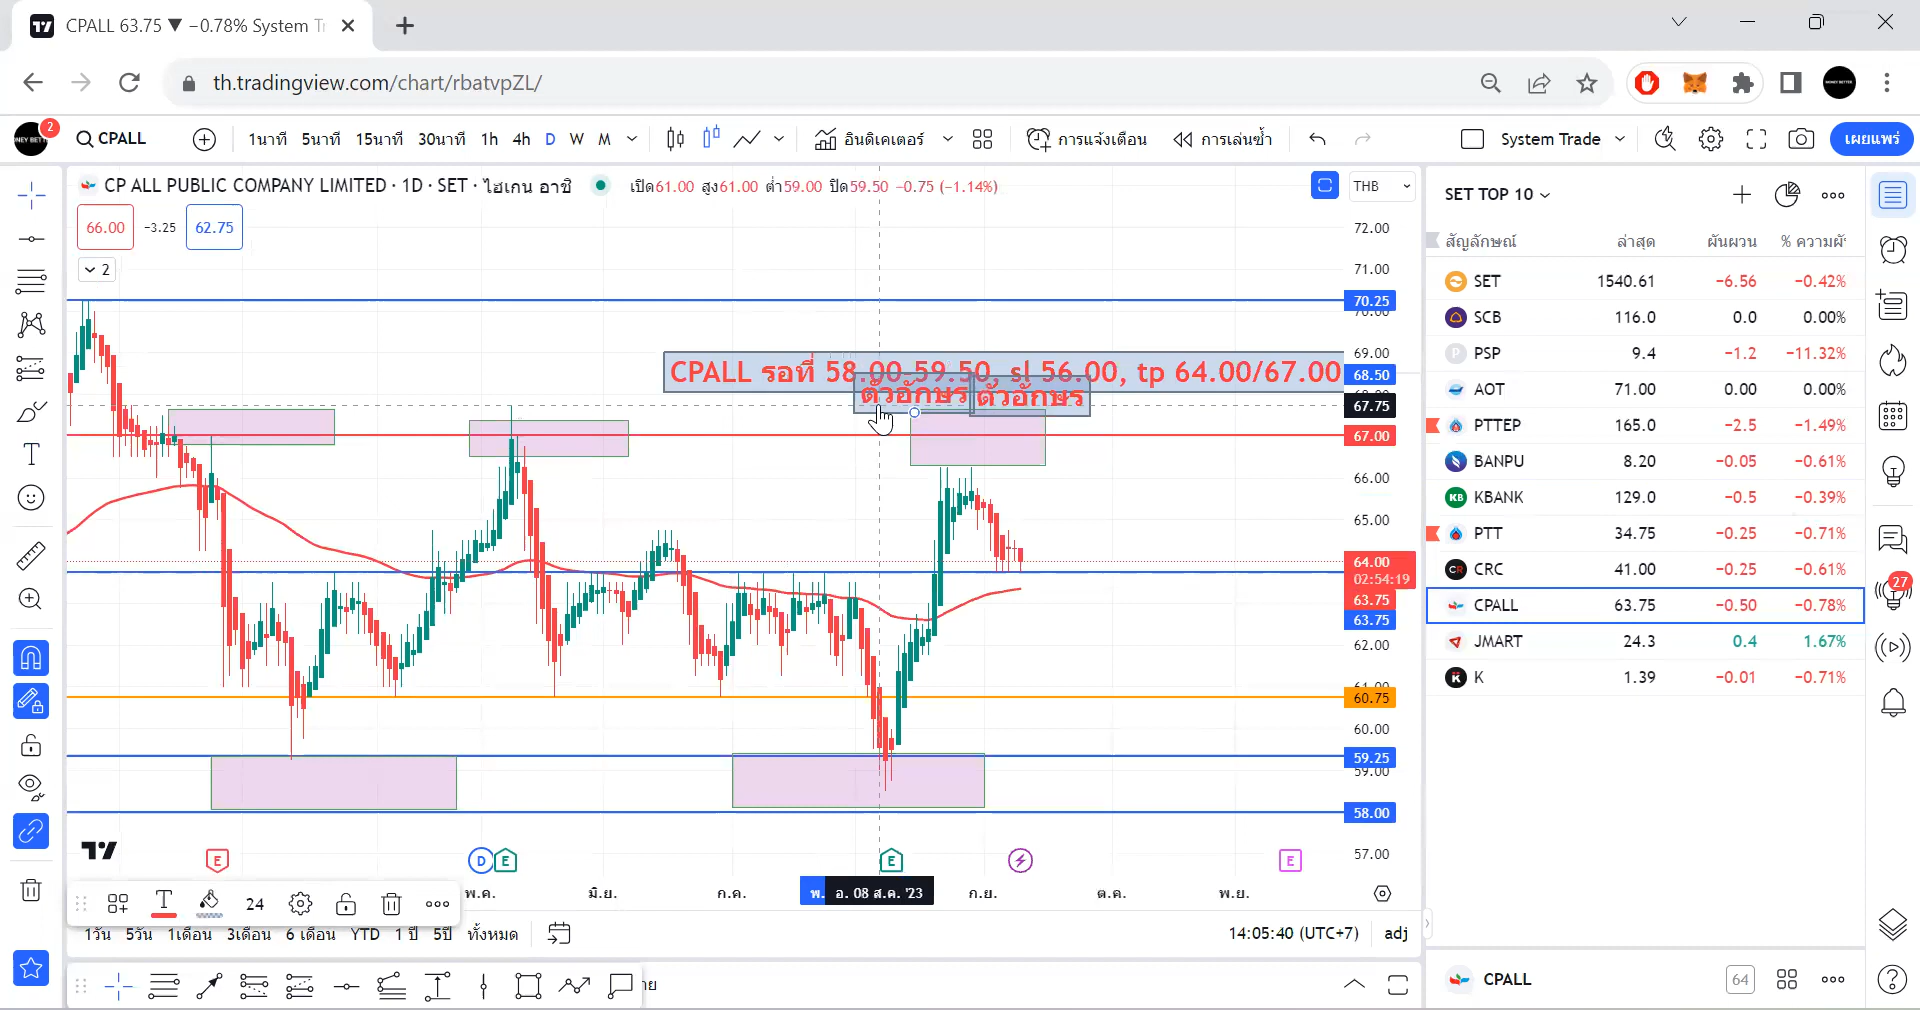 CPALL 63.75 ▼ −0.78% System Tr
th.tradingview.com/chart/rbatvpZL/
2
CPALL
1นาที 5นาที 15นาที 30นาที 1h 4h D W M
อินดิเคเตอร์
การแจ้งเตือน
การเล่นซ้ำ
System Trade
เผยแพร่
CP ALL PUBLIC COMPANY LIMITED · 1D · SET · ไฮเกน อาชิ
เปิด61.00 สูง61.00 ต่ำ59.00 ปิด59.50 −0.75 (−1.14%)
THB
66.00 −3.25 62.75
2
72.00
71.00
70.25
70.00
69.00
68.50
67.75
67.00
66.00
65.00
64.00
02:54:19
63.75
63.75
62.00
61.00
60.75
60.00
59.25
59.00
58.00
57.00
CPALL รอที่ 58.00-59.50, sl 56.00, tp 64.00/67.00
ตัวอักษร ตัวอักษร
E D E E E
พ.ค. มิ.ย. ก.ค. พ. อ. 08 ส.ค. '23 ก.ย. ต.ค. พ.ย.
24
1วัน 5วัน 1เดือน 3เดือน 6 เดือน YTD 1 ปี 5ปี ทั้งหมด
14:05:40 (UTC+7) adj
SET TOP 10
สัญลักษณ์ ล่าสุด ผันผวน % ความผั
SET 1540.61 −6.56 −0.42%
SCB 116.0 0.0 0.00%
PSP 9.4 −1.2 −11.32%
AOT 71.00 0.00 0.00%
PTTEP 165.0 −2.5 −1.49%
BANPU 8.20 −0.05 −0.61%
KBANK 129.0 −0.5 −0.39%
PTT 34.75 −0.25 −0.71%
CRC 41.00 −0.25 −0.61%
CPALL 63.75 −0.50 −0.78%
JMART 24.3 0.4 1.67%
K 1.39 −0.01 −0.71%
27
CPALL 64